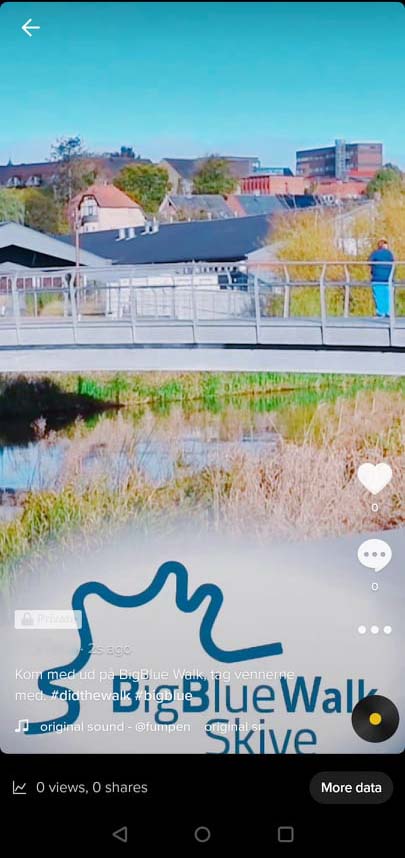 0
0
Private
· 2s ago
Kom med ud på BigBlue Walk, tag vennerne
med. #didthewalk #bigblue
BigBlueWalk
Skive
original sound - @fumpen original s
0 views, 0 shares
More data